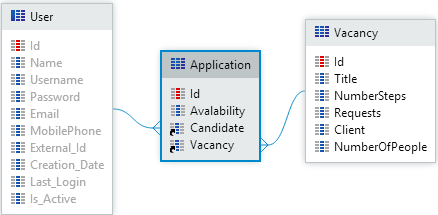 User
Id
Name
Username
Password
Email
MobilePhone
External_Id
Creation_Date
Last_Login
Is_Active
Application
Id
Avalability
Candidate
Vacancy
Vacancy
Id
Title
NumberSteps
Requests
Client
NumberOfPeople